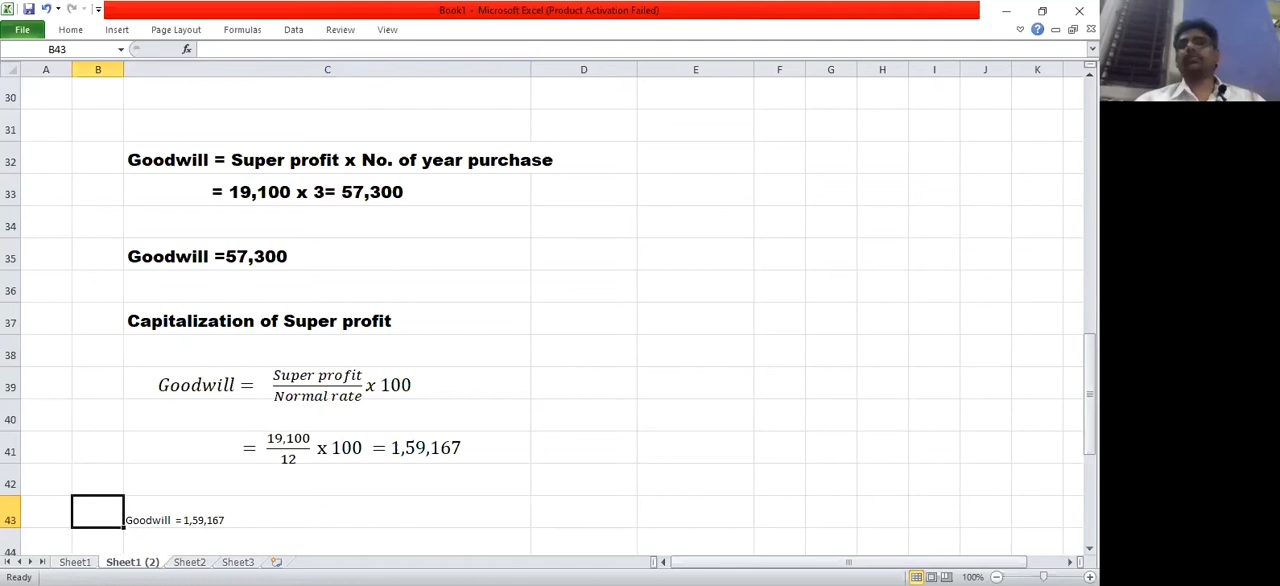 Book1 - Microsoft Excel (Product Activation Failed)
File Home Insert Page Layout Formulas Data Review View
B43 fx
A B C D E F G H I J K
30
31
32 Goodwill = Super profit x No. of year purchase
33 = 19,100 x 3= 57,300
34
35 Goodwill =57,300
36
37 Capitalization of Super profit
38
39 Goodwill = Super profit / Normal rate x 100
40
41 = 19,100 / 12 x 100 = 1,59,167
42
43 Goodwill = 1,59,167
44
Sheet1 Sheet1 (2) Sheet2 Sheet3
Ready 100%